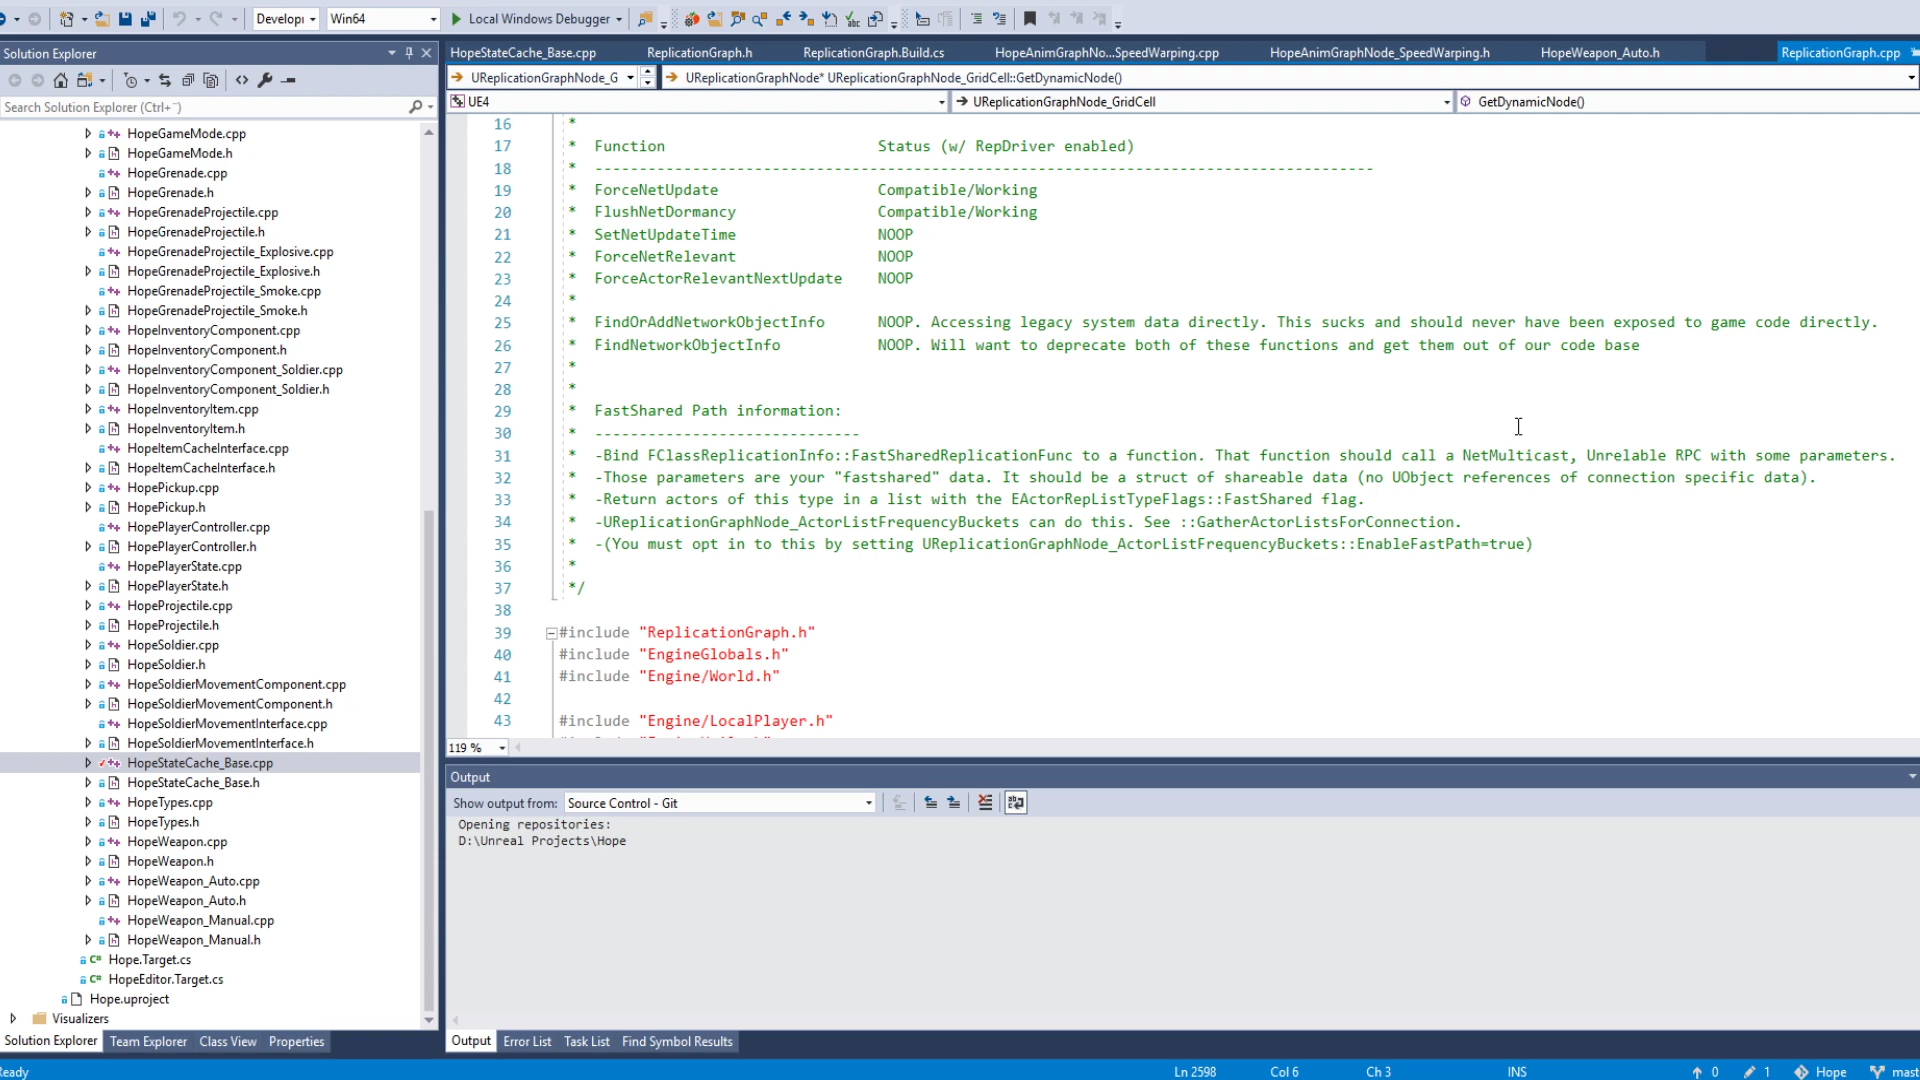 Develop
Win64
Local Windows Debugger
Solution Explorer
Search Solution Explorer (Ctrl+¨)
HopeGameMode.cpp
HopeGameMode.h
HopeGrenade.cpp
HopeGrenade.h
HopeGrenadeProjectile.cpp
HopeGrenadeProjectile.h
HopeGrenadeProjectile_Explosive.cpp
HopeGrenadeProjectile_Explosive.h
HopeGrenadeProjectile_Smoke.cpp
HopeGrenadeProjectile_Smoke.h
HopeInventoryComponent.cpp
HopeInventoryComponent.h
HopeInventoryComponent_Soldier.cpp
HopeInventoryComponent_Soldier.h
HopeInventoryItem.cpp
HopeInventoryItem.h
HopeItemCacheInterface.cpp
HopeItemCacheInterface.h
HopePickup.cpp
HopePickup.h
HopePlayerController.cpp
HopePlayerController.h
HopePlayerState.cpp
HopePlayerState.h
HopeProjectile.cpp
HopeProjectile.h
HopeSoldier.cpp
HopeSoldier.h
HopeSoldierMovementComponent.cpp
HopeSoldierMovementComponent.h
HopeSoldierMovementInterface.cpp
HopeSoldierMovementInterface.h
HopeStateCache_Base.cpp
HopeStateCache_Base.h
HopeTypes.cpp
HopeTypes.h
HopeWeapon.cpp
HopeWeapon.h
HopeWeapon_Auto.cpp
HopeWeapon_Auto.h
HopeWeapon_Manual.cpp
HopeWeapon_Manual.h
C# Hope.Target.cs
C# HopeEditor.Target.cs
Hope.uproject
Visualizers
Solution Explorer Team Explorer Class View Properties
HopeStateCache_Base.cpp ReplicationGraph.h ReplicationGraph.Build.cs HopeAnimGraphNo...SpeedWarping.cpp HopeAnimGraphNode_SpeedWarping.h HopeWeapon_Auto.h ReplicationGraph.cpp
UReplicationGraphNode_G UReplicationGraphNode* UReplicationGraphNode_GridCell::GetDynamicNode()
UE4 UReplicationGraphNode_GridCell GetDynamicNode()
16 *
17 * Function Status (w/ RepDriver enabled)
18 * ----------------------------------------------------------------------------------------
19 * ForceNetUpdate Compatible/Working
20 * FlushNetDormancy Compatible/Working
21 * SetNetUpdateTime NOOP
22 * ForceNetRelevant NOOP
23 * ForceActorRelevantNextUpdate NOOP
24 *
25 * FindOrAddNetworkObjectInfo NOOP. Accessing legacy system data directly. This sucks and should never have been exposed to game code directly.
26 * FindNetworkObjectInfo NOOP. Will want to deprecate both of these functions and get them out of our code base
27 *
28 *
29 * FastShared Path information:
30 * ------------------------------
31 * -Bind FClassReplicationInfo::FastSharedReplicationFunc to a function. That function should call a NetMulticast, Unrelable RPC with some parameters.
32 * -Those parameters are your "fastshared" data. It should be a struct of shareable data (no UObject references of connection specific data).
33 * -Return actors of this type in a list with the EActorRepListTypeFlags::FastShared flag.
34 * -UReplicationGraphNode_ActorListFrequencyBuckets can do this. See ::GatherActorListsForConnection.
35 * -(You must opt in to this by setting UReplicationGraphNode_ActorListFrequencyBuckets::EnableFastPath=true)
36 *
37 */
38
39 #include "ReplicationGraph.h"
40 #include "EngineGlobals.h"
41 #include "Engine/World.h"
42
43 #include "Engine/LocalPlayer.h"
119 %
Output
Show output from: Source Control - Git
Opening repositories:
D:\Unreal Projects\Hope
Output Error List Task List Find Symbol Results
Ready Ln 2598 Col 6 Ch 3 INS 0 1 Hope mast